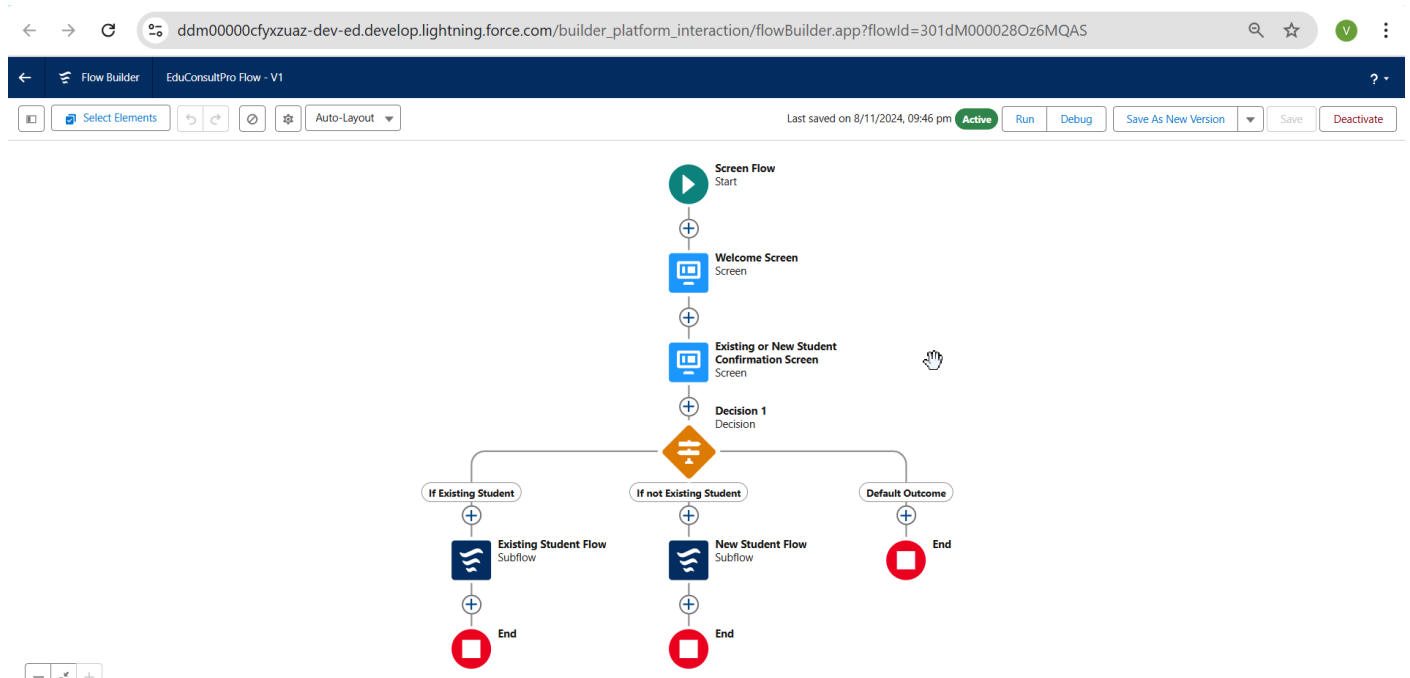 ddm00000cfyxzuaz-dev-ed.develop.lightning.force.com/builder_platform_interaction/flowBuilder.app?flowId=301dM000028Oz6MQAS
V
Flow Builder EduConsultPro Flow - V1
?
Select Elements Auto-Layout Last saved on 8/11/2024, 09:46 pm Active Run Debug Save As New Version Save Deactivate
Screen Flow
Start
Welcome Screen
Screen
Existing or New Student
Confirmation Screen
Screen
Decision 1
Decision
If Existing Student If not Existing Student Default Outcome
Existing Student Flow New Student Flow End
Subflow Subflow
End End